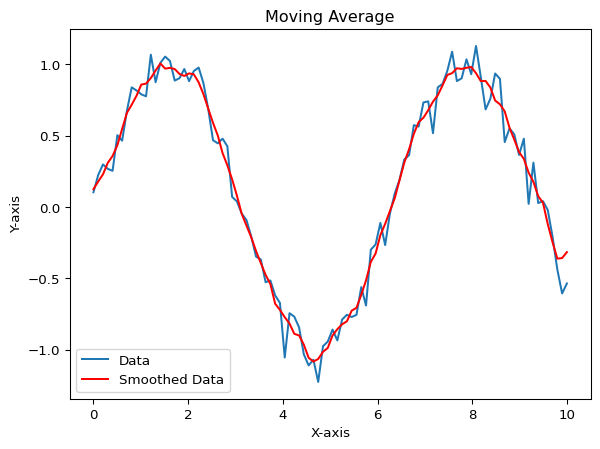 Moving Average
Y-axis
1.0
0.5
0.0
−0.5
−1.0
Data
Smoothed Data
0 2 4 6 8 10
X-axis